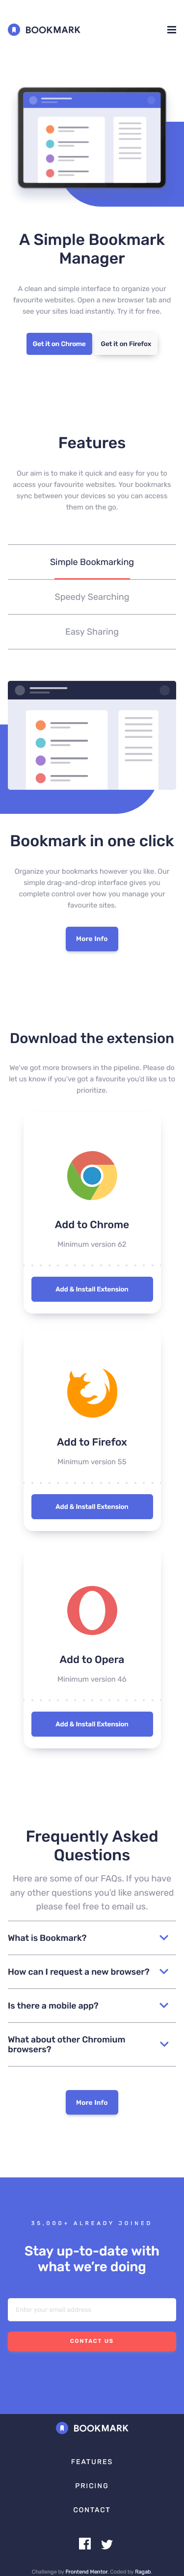 BOOKMARK
A Simple Bookmark
Manager
A clean and simple interface to organize your
favourite websites. Open a new browser tab and
see your sites load instantly. Try it for free.
Get it on Chrome
Get it on Firefox
Features
Our aim is to make it quick and easy for you to
access your favourite websites. Your bookmarks
sync between your devices so you can access
them on the go.
Simple Bookmarking
Speedy Searching
Easy Sharing
Bookmark in one click
Organize your bookmarks however you like. Our
simple drag-and-drop interface gives you
complete control over how you manage your
favourite sites.
More Info
Download the extension
We've got more browsers in the pipeline. Please do
let us know if you've got a favourite you'd like us to
prioritize.
Add to Chrome
Minimum version 62
Add & Install Extension
Add to Firefox
Minimum version 55
Add & Install Extension
Add to Opera
Minimum version 46
Add & Install Extension
Frequently Asked
Questions
Here are some of our FAQs. If you have
any other questions you'd like answered
please feel free to email us.
What is Bookmark?
How can I request a new browser?
Is there a mobile app?
What about other Chromium
browsers?
More Info
35,000+ ALREADY JOINED
Stay up-to-date with
what we're doing
Enter your email address
CONTACT US
BOOKMARK
FEATURES
PRICING
CONTACT
Challenge by Frontend Mentor. Coded by Ragab.